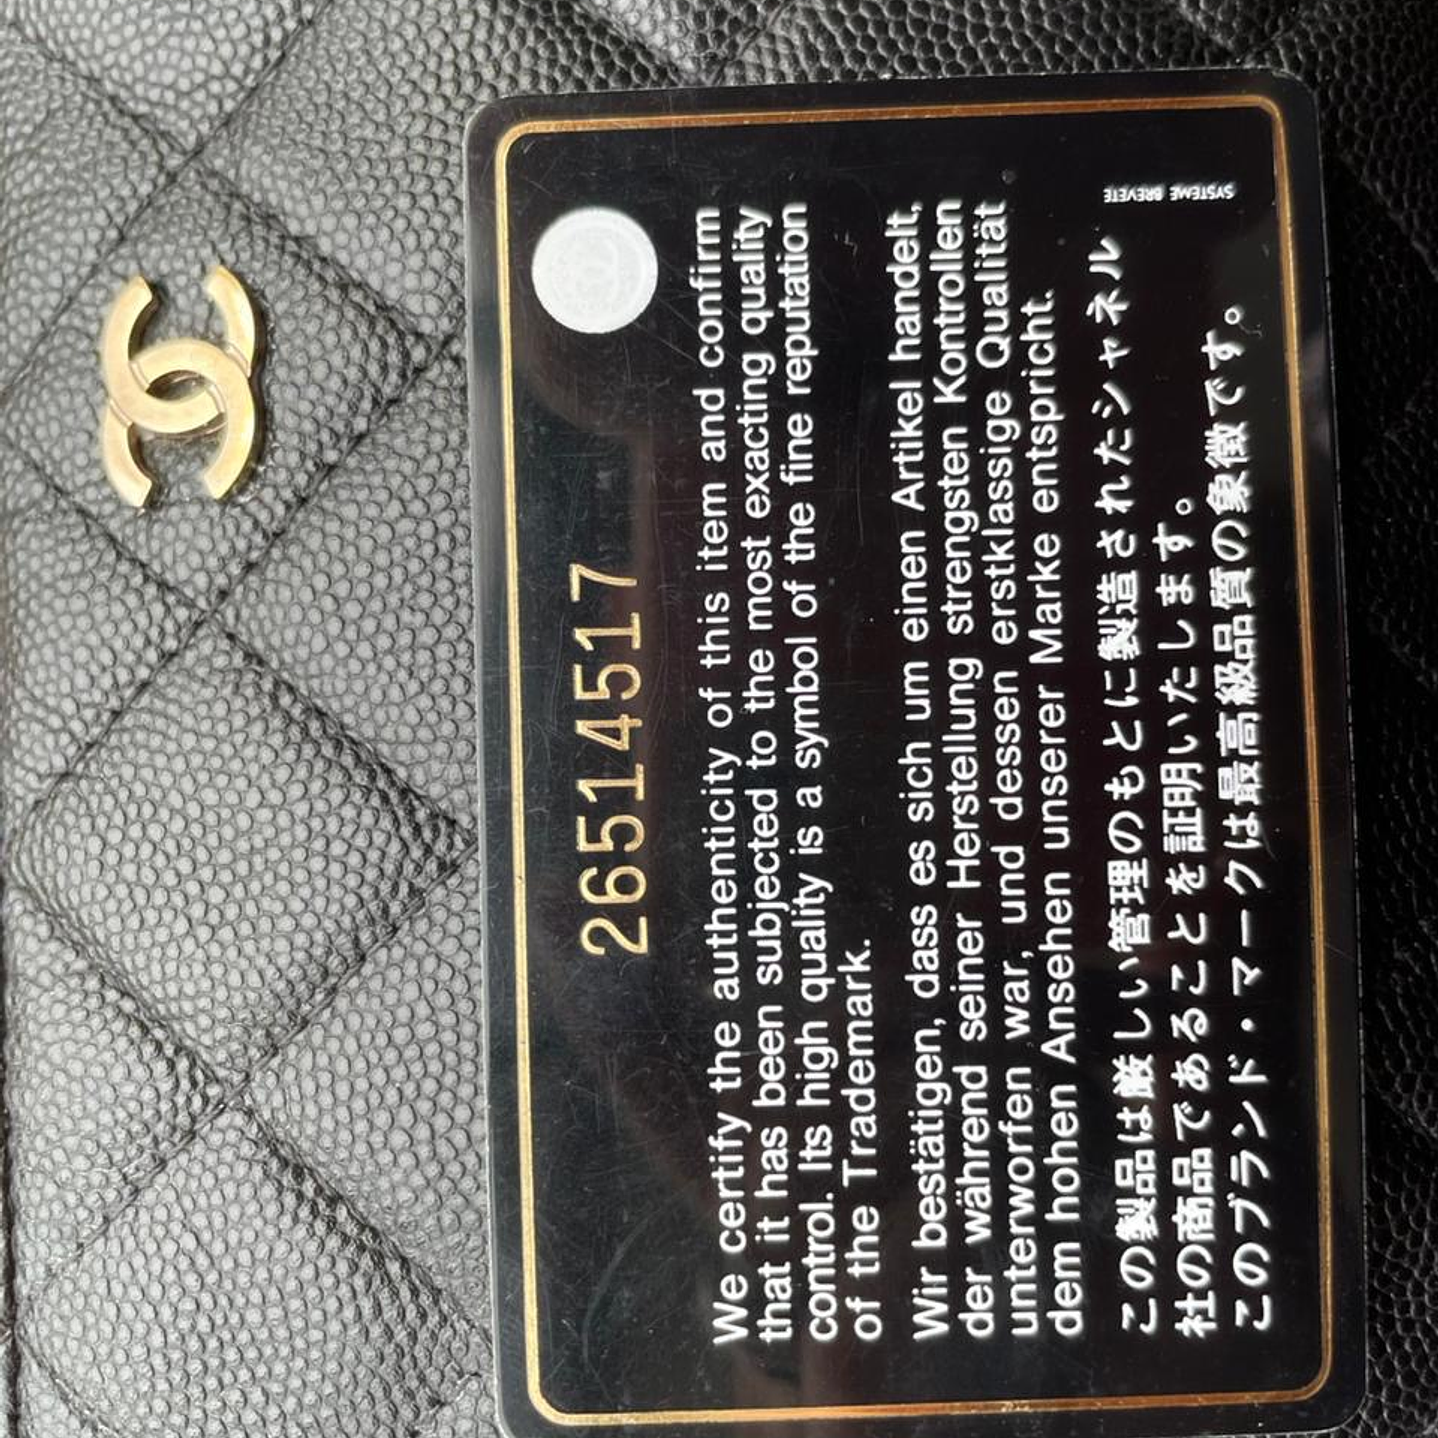 26514517
We certify the authenticity of this item and confirm
that it has been subjected to the most exacting quality
control. Its high quality is a symbol of the fine reputation
of the Trademark.
Wir bestätigen, dass es sich um einen Artikel handelt,
der während seiner Herstellung strengsten Kontrollen
unterworfen war, und dessen erstklassige Qualität
dem hohen Ansehen unserer Marke entspricht.
この製品は厳しい管理のもとに製造されたシャネル
社の商品であることを証明いたします。
このブランド・マークは最高級品質の象徴です。
SYSTEME BREVETE